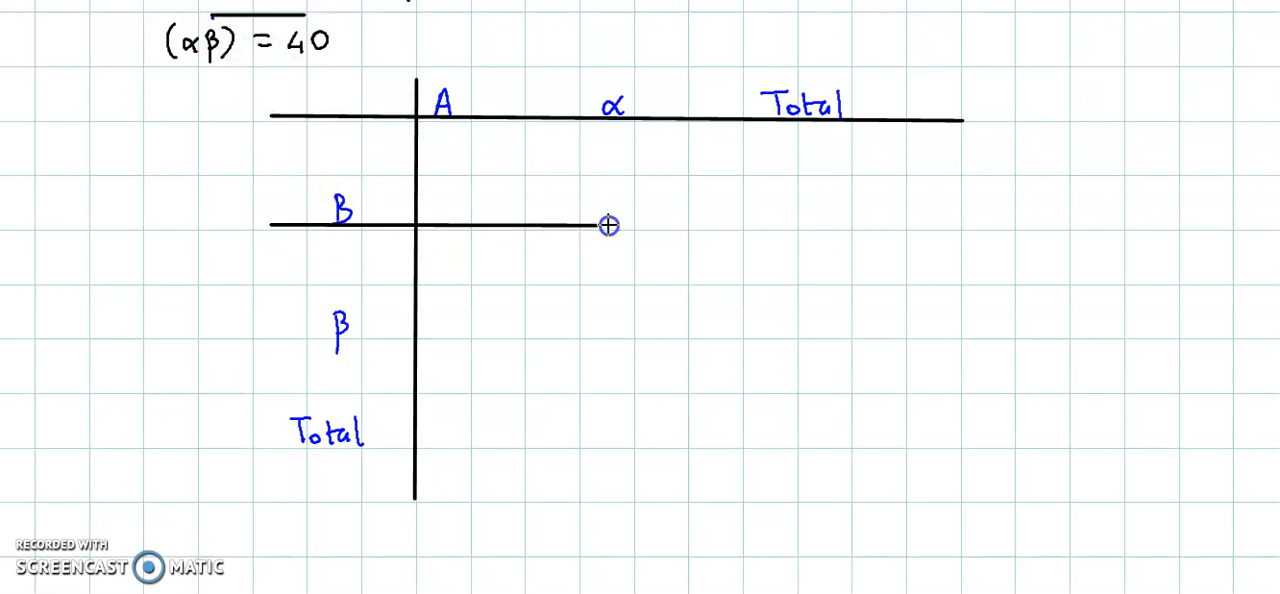 (αβ) = 40
A α Total
B
β
Total
RECORDED WITH
SCREENCAST MATIC